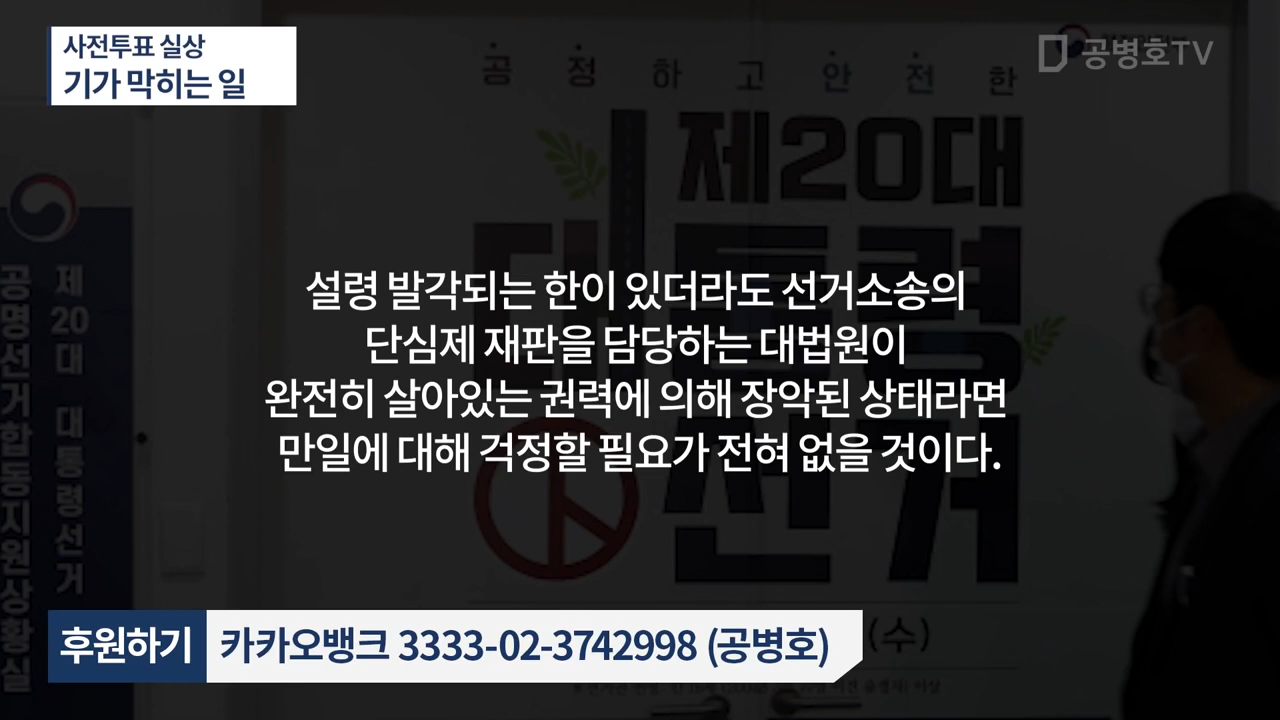 사전투표 실상
기가 막히는 일
공병호TV
공정하고 안전한
제20대
대통령
선거
제20대 대통령선거
공명선거합동지원상황실
설령 발각되는 한이 있더라도 선거소송의
단심제 재판을 담당하는 대법원이
완전히 살아있는 권력에 의해 장악된 상태라면
만일에 대해 걱정할 필요가 전혀 없을 것이다.
(수)
후원하기
카카오뱅크 3333-02-3742998 (공병호)